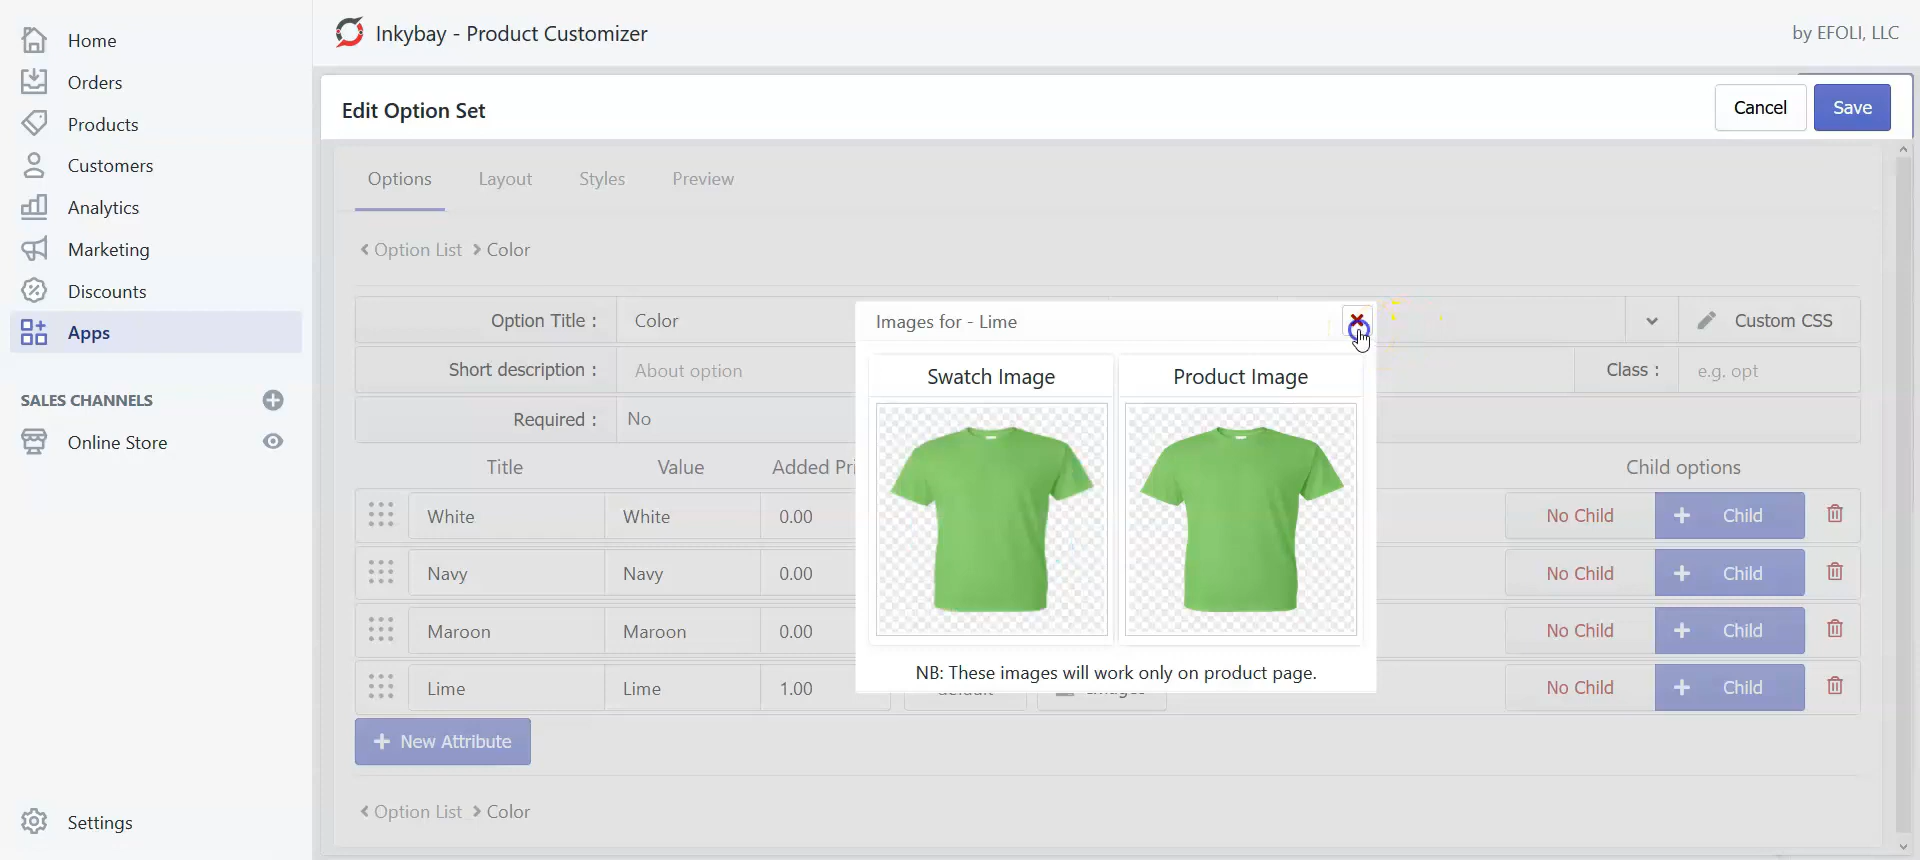 Home
Orders
Products
Customers
Analytics
Marketing
Discounts
Apps
SALES CHANNELS
Online Store
Settings
Inkybay - Product Customizer
by EFOLI, LLC
Edit Option Set
Cancel
Save
Options Layout Styles Preview
Option List Color
Option Title : Color
Custom CSS
Short description : About option
Class : e.g. opt
Required : No
Title Value Added Pri
Child options
White White 0.00 No Child + Child
Navy Navy 0.00 No Child + Child
Maroon Maroon 0.00 No Child + Child
Lime Lime 1.00 No Child + Child
+ New Attribute
Option List Color
Images for - Lime
Swatch Image Product Image
NB: These images will work only on product page.